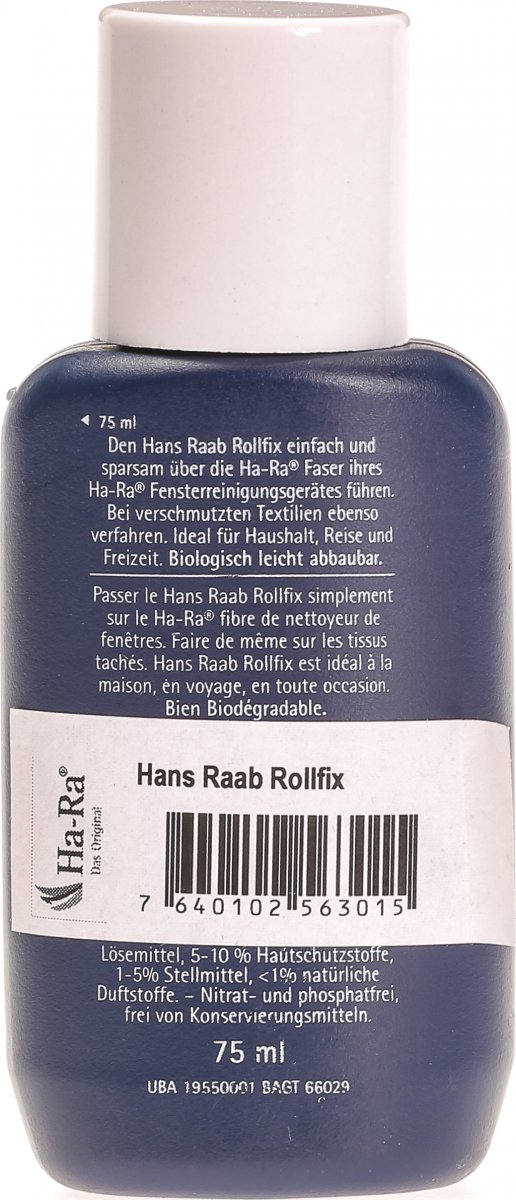 ◄ 75 ml
Den Hans Raab Rollfix einfach und
sparsam über die Ha-Ra® Faser ihres
Ha-Ra® Fensterreinigungsgerätes führen.
Bei verschmutzten Textilien ebenso
verfahren. Ideal für Haushalt, Reise und
Freizeit. Biologisch leicht abbaubar.
Passer le Hans Raab Rollfix simplement
sur le Ha-Ra® fibre de nettoyeur de
fenêtres. Faire de même sur les tissus
tachés. Hans Raab Rollfix est idéal à la
maison, en voyage, en toute occasion.
Bien Biodégradable.
Ha-Ra®
Das Original
Hans Raab Rollfix
7 640102 563015
Lösemittel, 5-10 % Hautschutzstoffe,
1-5% Stellmittel, <1% natürliche
Duftstoffe. – Nitrat- und phosphatfrei,
frei von Konservierungsmitteln.
75 ml
UBA 19550001 BAGT 66029